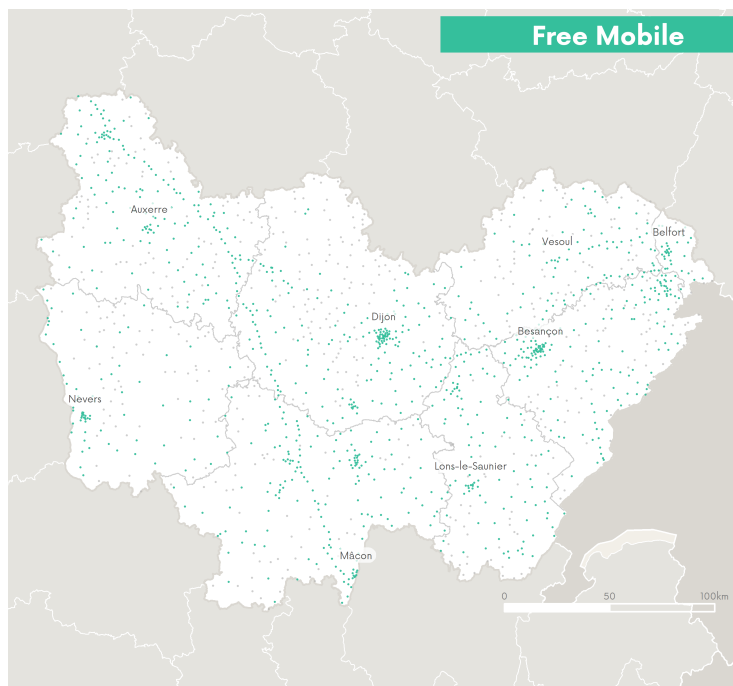 Free Mobile
Auxerre
Belfort
Vesoul
Dijon
Besançon
Nevers
Lons-le-Saunier
Mâcon
0 50 100km